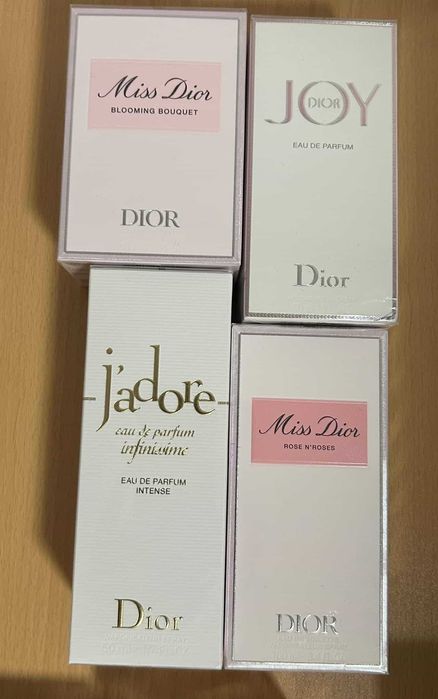 Miss Dior
BLOOMING BOUQUET
DIOR
JOY
DIOR
EAU DE PARFUM
Dior
j'adore
eau de parfum
infinissime
EAU DE PARFUM
INTENSE
Dior
Miss Dior
ROSE N'ROSES
DIOR